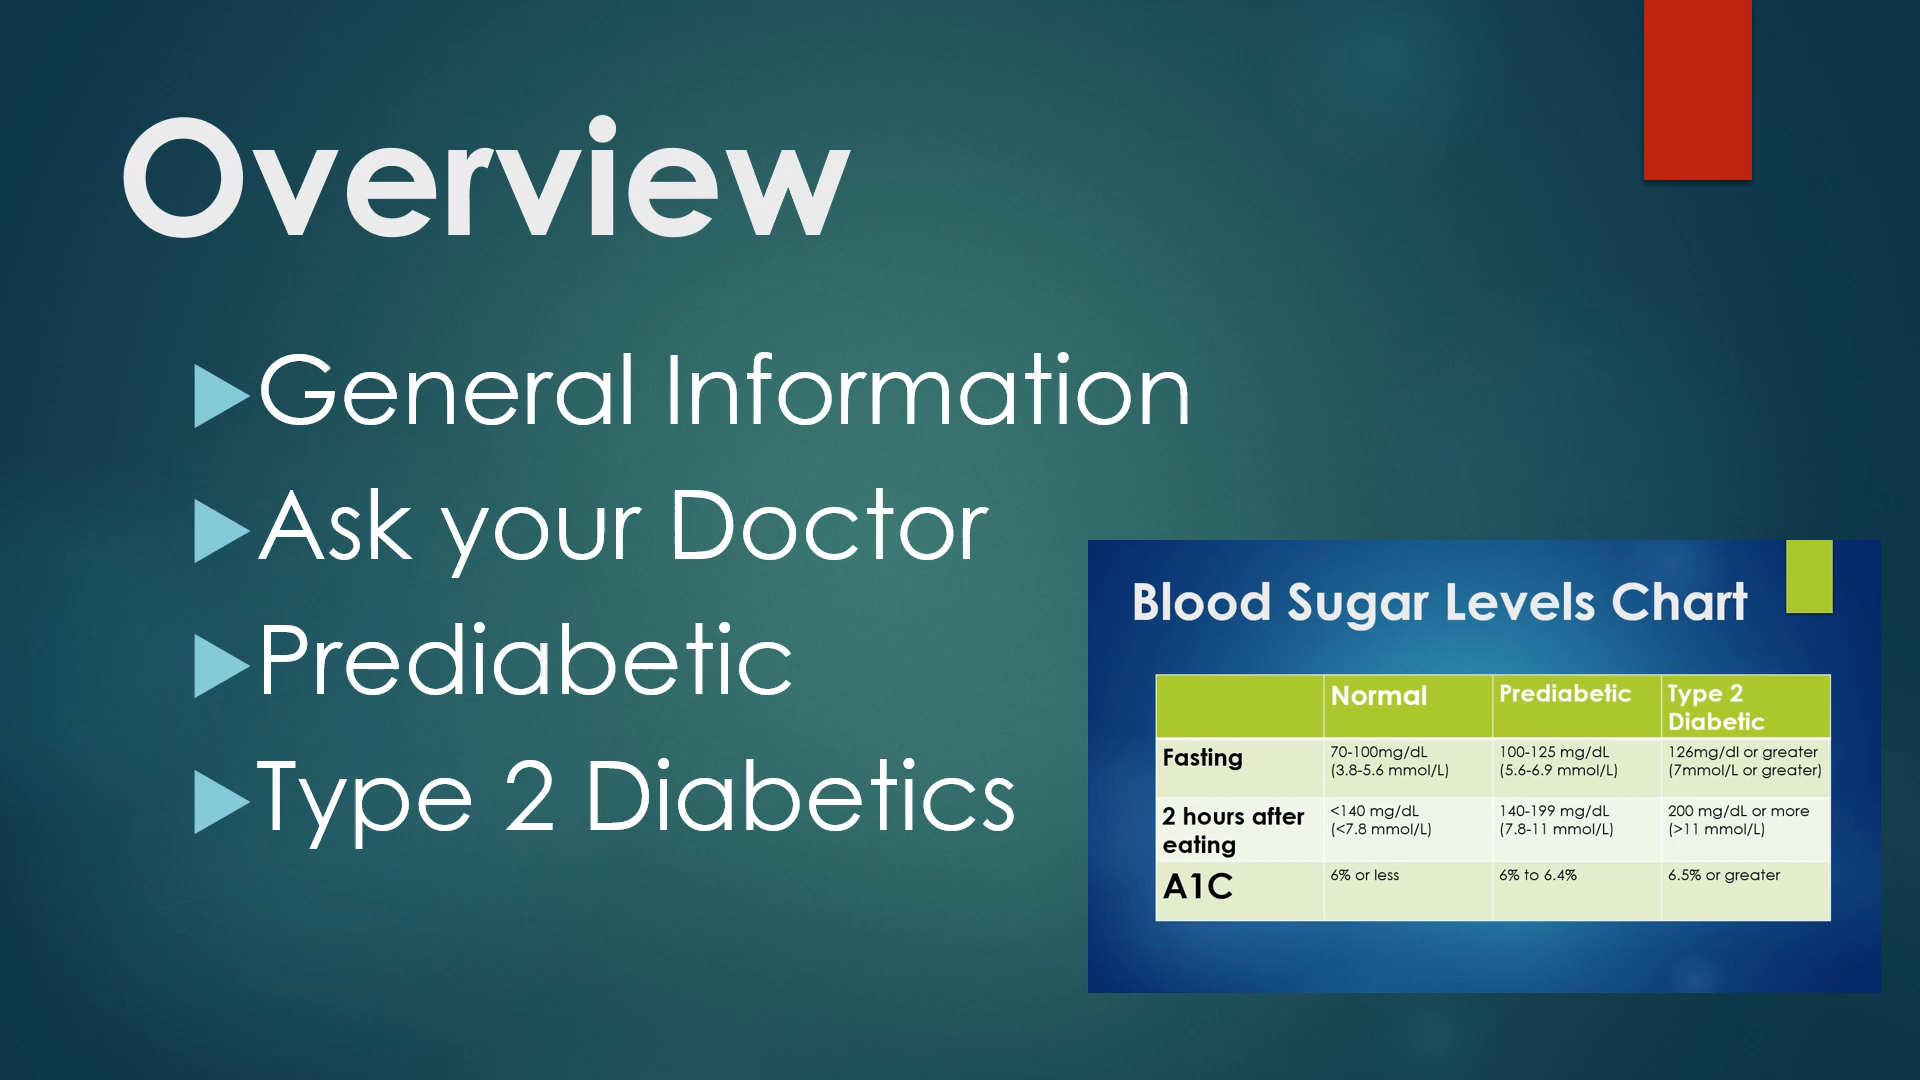 Overview
General Information
Ask your Doctor
Prediabetic
Type 2 Diabetics
Blood Sugar Levels Chart
Normal Prediabetic Type 2
Diabetic
Fasting 70-100mg/dL 100-125 mg/dL 126mg/dl or greater
(3.8-5.6 mmol/L) (5.6-6.9 mmol/L) (7mmol/L or greater)
2 hours after <140 mg/dL 140-199 mg/dL 200 mg/dL or more
eating (<7.8 mmol/L) (7.8-11 mmol/L) (>11 mmol/L)
A1C 6% or less 6% to 6.4% 6.5% or greater